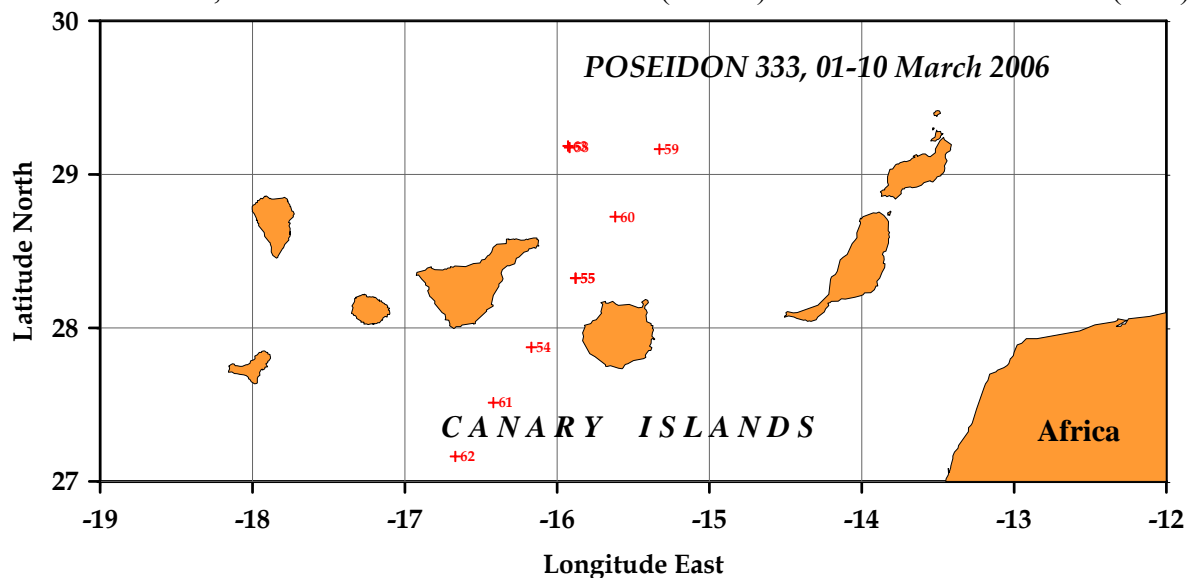 30
POSEIDON 333, 01-10 March 2006
59
29
60
55
28
54
61
CANARY ISLANDS
Africa
62
27
-19 -18 -17 -16 -15 -14 -13 -12
Latitude North
Longitude East